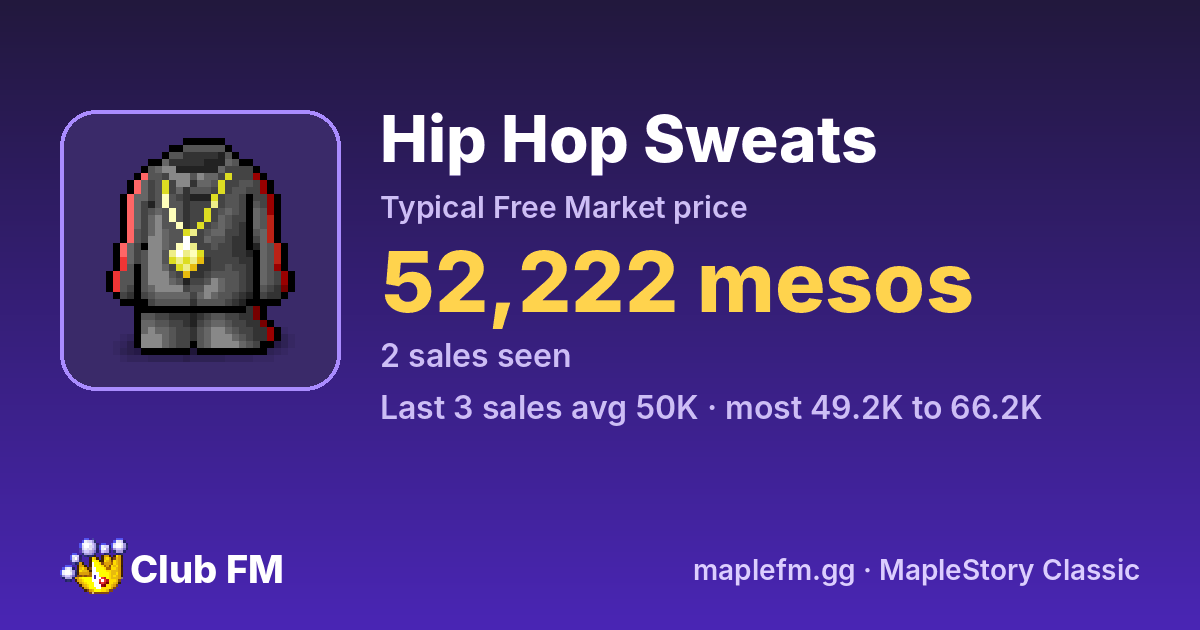 Hip Hop Sweats
Typical Free Market price
52,222 mesos
2 sales seen
Last 3 sales avg 50K · most 49.2K to 66.2K
Club FM
maplefm.gg · MapleStory Classic